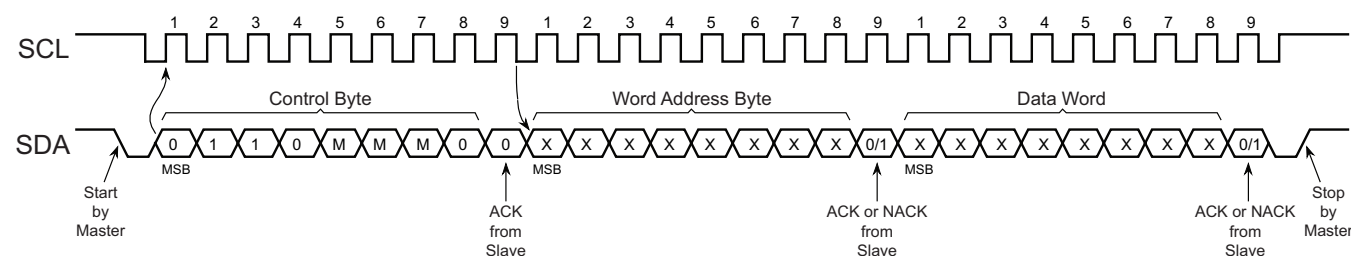 1 2 3 4 5 6 7 8 9 1 2 3 4 5 6 7 8 9 1 2 3 4 5 6 7 8 9
SCL
Control Byte Word Address Byte Data Word
SDA 0 1 1 0 M M M 0 0 X X X X X X X X 0/1 X X X X X X X X 0/1
MSB MSB MSB
Start
by
Master
ACK
from
Slave
ACK or NACK
from
Slave
ACK or NACK
from
Slave
Stop
by
Master